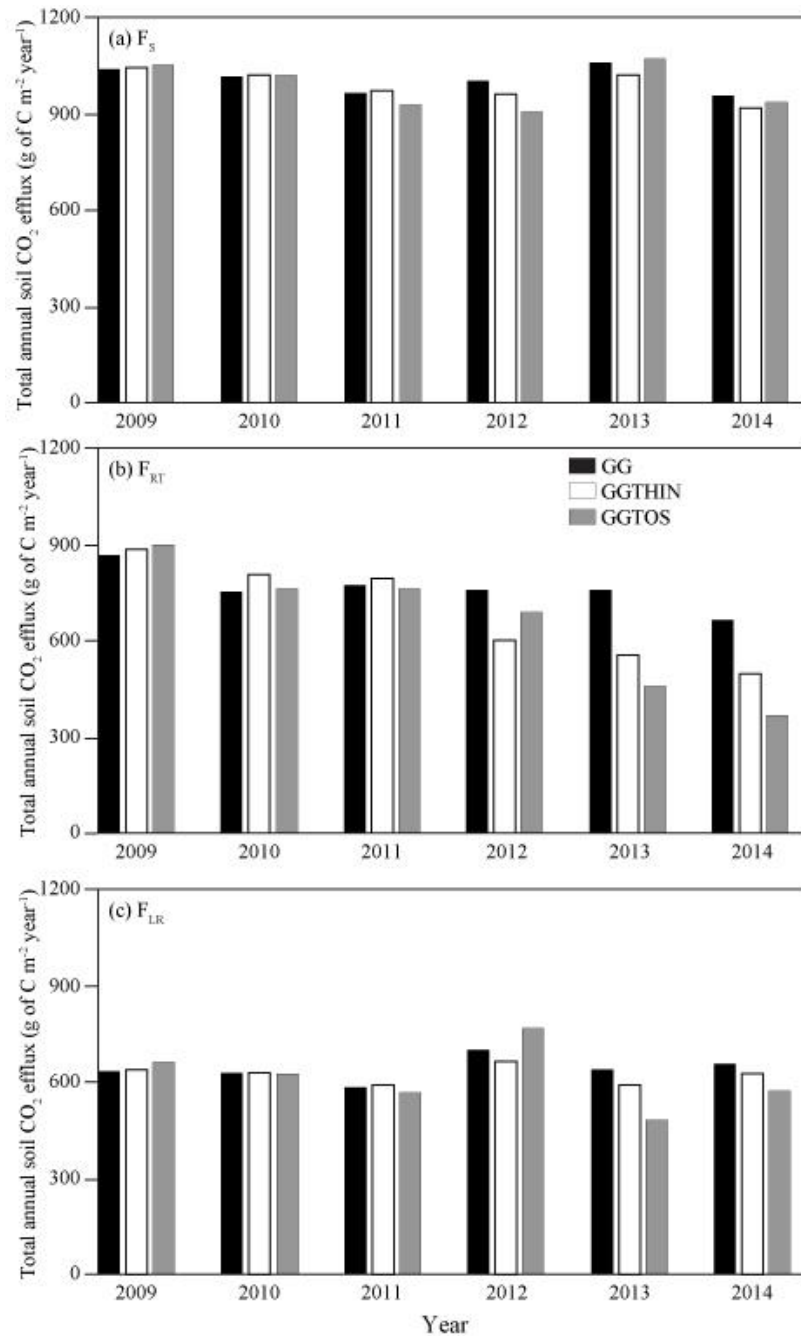 (a) F_S
Total annual soil CO₂ efflux (g of C m⁻² year⁻¹)
1200
900
600
300
0
2009 2010 2011 2012 2013 2014
(b) F_RT
GG
GGTHIN
GGTOS
Total annual soil CO₂ efflux (g of C m⁻² year⁻¹)
1200
900
600
300
0
2009 2010 2011 2012 2013 2014
(c) F_LR
Total annual soil CO₂ efflux (g of C m⁻² year⁻¹)
1200
900
600
300
0
2009 2010 2011 2012 2013 2014
Year